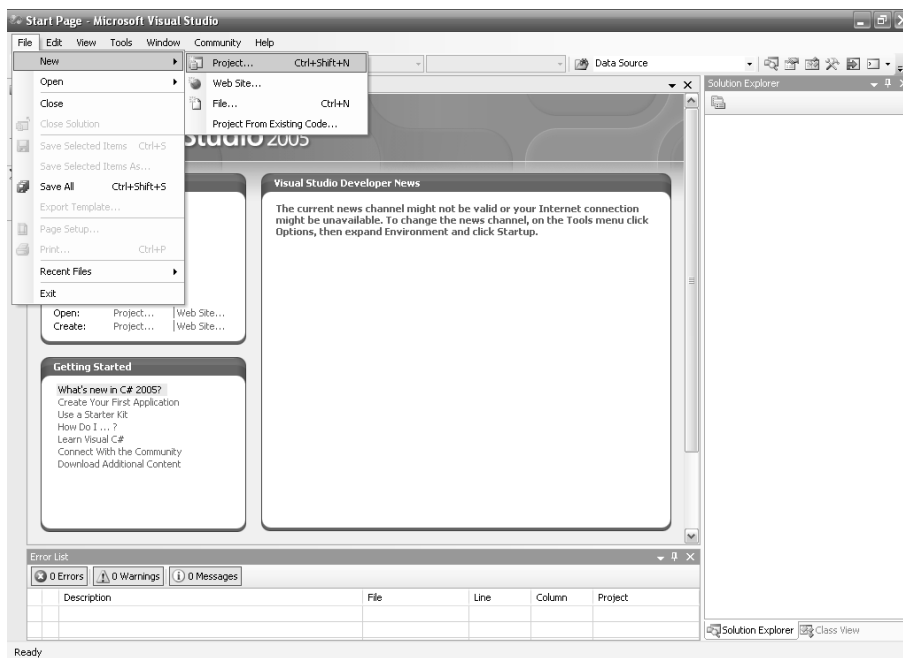 Start Page - Microsoft Visual Studio
File Edit View Tools Window Community Help
New
Project... Ctrl+Shift+N
Data Source
Open
Web Site...
Solution Explorer
Close
File... Ctrl+N
Close Solution
Project From Existing Code...
Studio 2005
Save Selected Items Ctrl+S
Save Selected Items As...
Save All Ctrl+Shift+S
Export Template...
Page Setup...
Print... Ctrl+P
Recent Files
Exit
Visual Studio Developer News
The current news channel might not be valid or your Internet connection
might be unavailable. To change the news channel, on the Tools menu click
Options, then expand Environment and click Startup.
Open: Project... |Web Site...
Create: Project... |Web Site...
Getting Started
What's new in C# 2005?
Create Your First Application
Use a Starter Kit
How Do I ... ?
Learn Visual C#
Connect With the Community
Download Additional Content
Error List
0 Errors 0 Warnings 0 Messages
Description File Line Column Project
Solution Explorer Class View
Ready